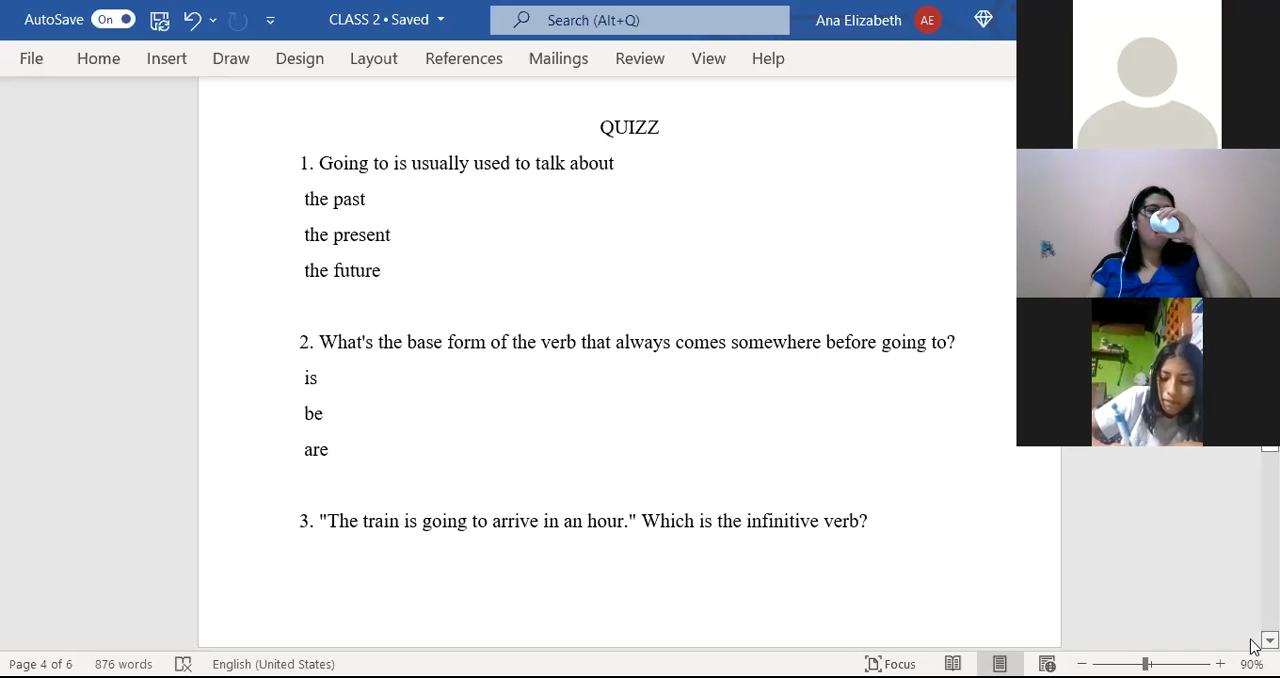 AutoSave On CLASS 2 • Saved Search (Alt+Q) Ana Elizabeth AE
File Home Insert Draw Design Layout References Mailings Review View Help
QUIZZ
1. Going to is usually used to talk about
the past
the present
the future
2. What's the base form of the verb that always comes somewhere before going to?
is
be
are
3. "The train is going to arrive in an hour." Which is the infinitive verb?
Page 4 of 6 896 words English (United States) Focus 90%